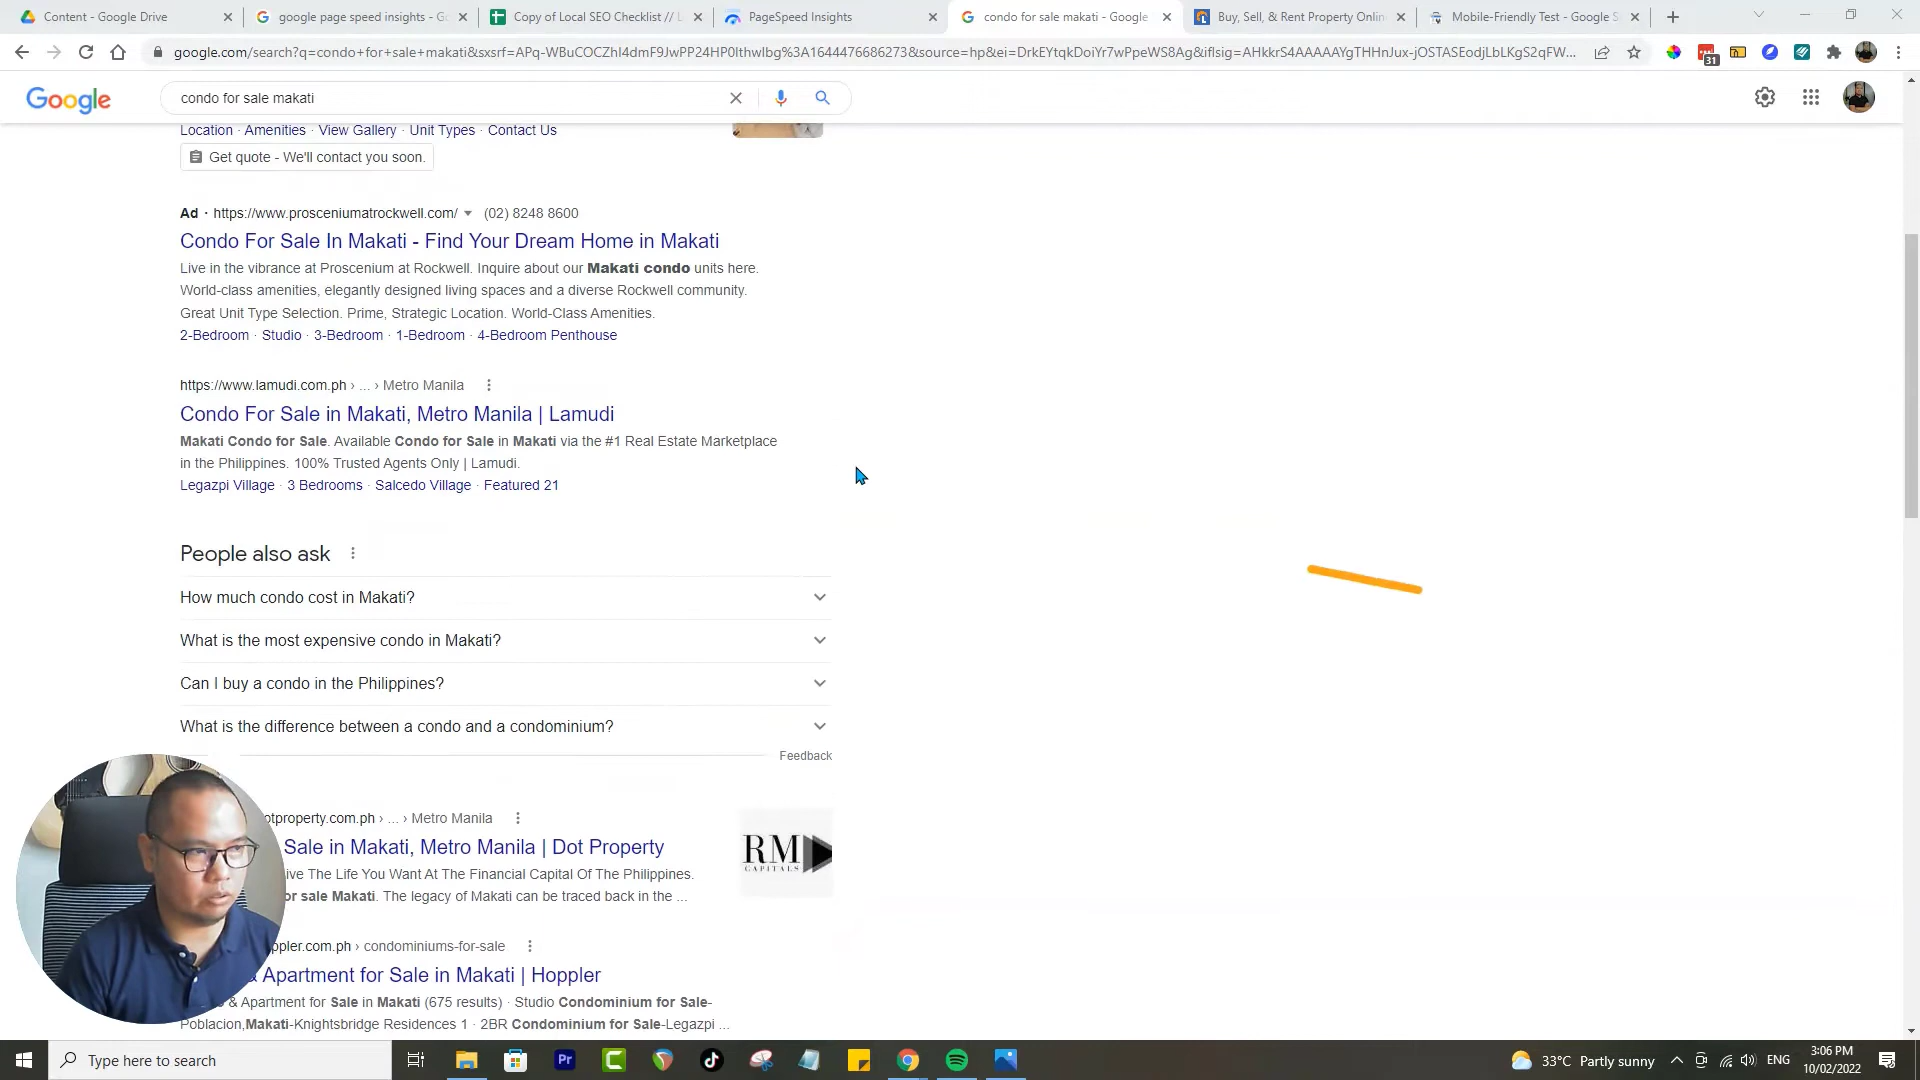 Content - Google Drive
google page speed insights - G
Copy of Local SEO Checklist // L
PageSpeed Insights
condo for sale makati - Google
Buy, Sell, & Rent Property Onlin
Mobile-Friendly Test - Google S
google.com/search?q=condo+for+sale+makati&sxsrf=APq-WBuCOCZhI4dmF9JwPP24HP0lthwlbg%3A1644476686273&source=hp&ei=DrkEYtqkDoiYr7wPpeWS8Ag&iflsig=AHkkrS4AAAAAYgTHHnJux-jOSTASEodjLbLKgS2qFW...
31
Google
condo for sale makati
Location · Amenities · View Gallery · Unit Types · Contact Us
Get quote - We'll contact you soon.
Ad · https://www.prosceniumatrockwell.com/ (02) 8248 8600
Condo For Sale In Makati - Find Your Dream Home in Makati
Live in the vibrance at Proscenium at Rockwell. Inquire about our Makati condo units here.
World-class amenities, elegantly designed living spaces and a diverse Rockwell community.
Great Unit Type Selection. Prime, Strategic Location. World-Class Amenities.
2-Bedroom · Studio · 3-Bedroom · 1-Bedroom · 4-Bedroom Penthouse
https://www.lamudi.com.ph › ... › Metro Manila
Condo For Sale in Makati, Metro Manila | Lamudi
Makati Condo for Sale. Available Condo for Sale in Makati via the #1 Real Estate Marketplace
in the Philippines. 100% Trusted Agents Only | Lamudi.
Legazpi Village · 3 Bedrooms · Salcedo Village · Featured 21
People also ask
How much condo cost in Makati?
What is the most expensive condo in Makati?
Can I buy a condo in the Philippines?
What is the difference between a condo and a condominium?
Feedback
otproperty.com.ph › ... › Metro Manila
Sale in Makati, Metro Manila | Dot Property
ive The Life You Want At The Financial Capital Of The Philippines.
or sale Makati. The legacy of Makati can be traced back in the ...
RM
CAPITALS
ppler.com.ph › condominiums-for-sale
& Apartment for Sale in Makati | Hoppler
& Apartment for Sale in Makati (675 results) · Studio Condominium for Sale-
Poblacion,Makati-Knightsbridge Residences 1 · 2BR Condominium for Sale-Legazpi ...
Type here to search
Pr
33°C Partly sunny
ENG
3:06 PM
10/02/2022